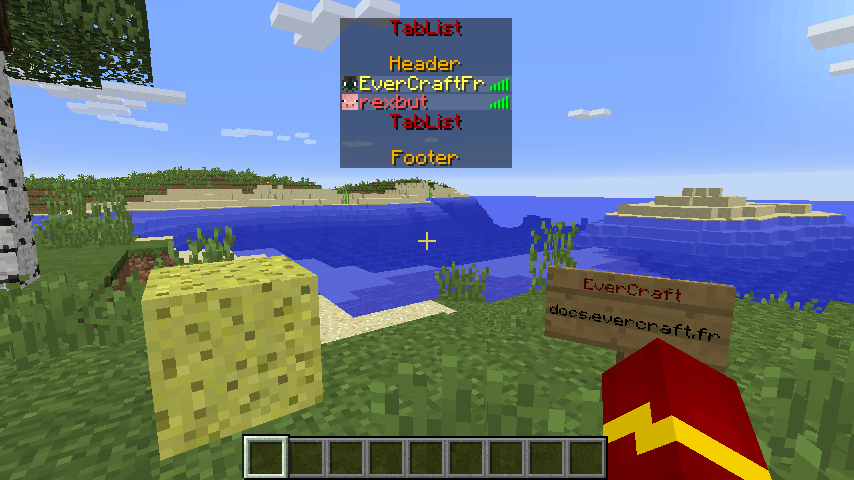 TabList
Header
EverCraftFr
rexbut
TabList
Footer
EverCraft
docs.evercraft.fr